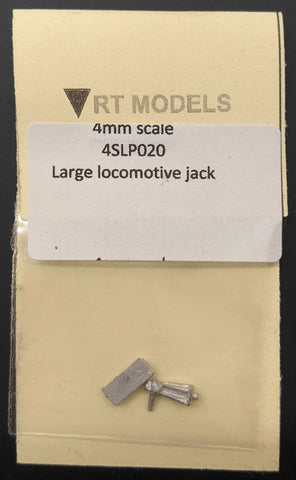 RT MODELS
4mm scale
4SLP020
Large locomotive jack